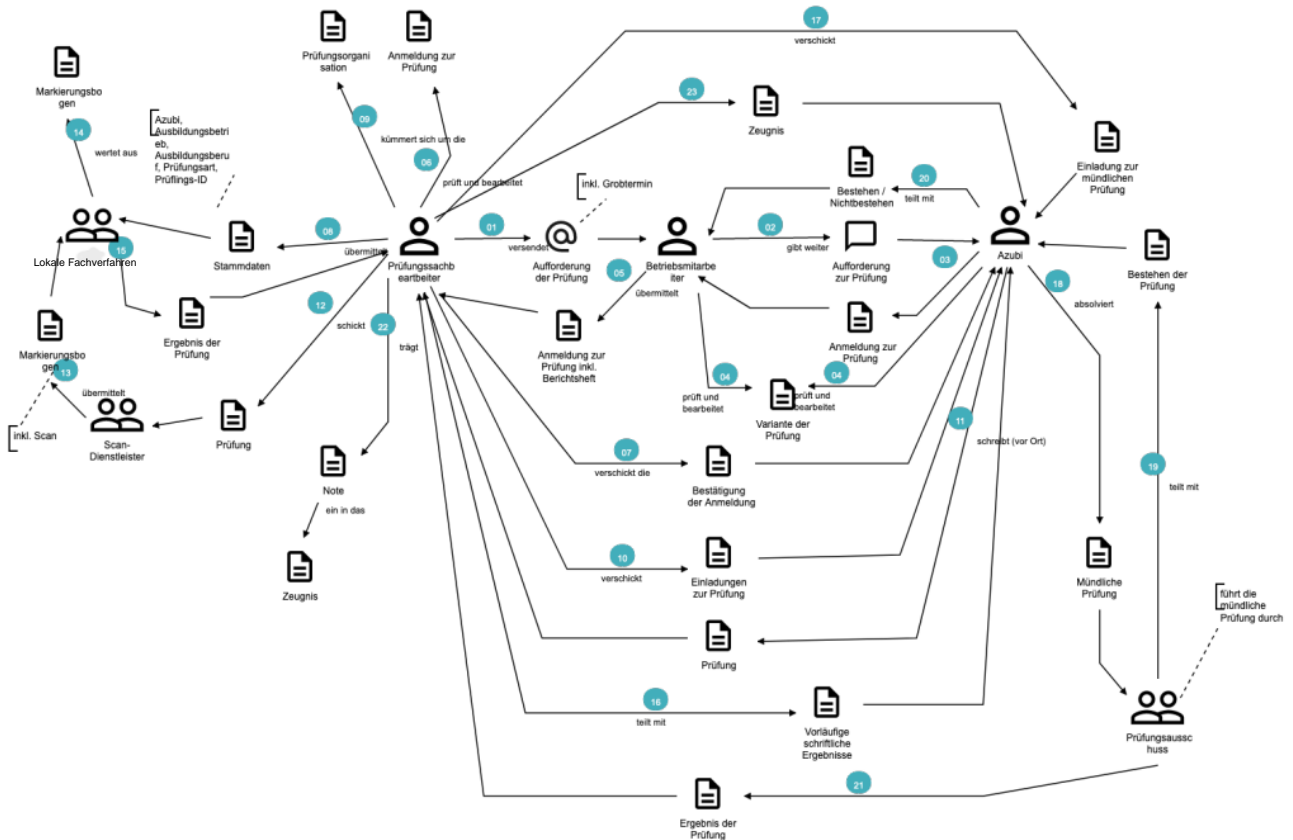 17
verschickt
Prüfungsorgani
sation
Anmeldung zur
Prüfung
Markierungsbo
gen
23
Zeugnis
14
wertet aus
Azubi,
Ausbildungsbetri
eb,
Ausbildungsberu
f, Prüfungsart,
Prüflings-ID
09
kümmert sich um die
06
prüft und bearbeitet
Einladung zur
mündlichen
Prüfung
inkl. Grobtermin
Bestehen /
Nichtbestehen
20
teilt mit
Lokale Fachverfahren
15
08
übermittelt
Stammdaten
Prüfungssachb
eartbeiter
01
versendet
Aufforderung
der Prüfung
Betriebsmitarbe
iter
02
gibt weiter
Aufforderung
zur Prüfung
03
Azubi
Bestehen der
Prüfung
05
übermittelt
18
absolviert
12
schickt
22
trägt
Ergebnis der
Prüfung
Markierungsbo
gen
13
übermittelt
inkl. Scan
Scan-
Dienstleister
Prüfung
Anmeldung zur
Prüfung inkl.
Berichtsheft
Anmeldung zur
Prüfung
04
prüft und
bearbeitet
04
prüft und
bearbeitet
Variante der
Prüfung
11
schreibt (vor Ort)
07
verschickt die
Bestätigung
der Anmeldung
19
teilt mit
Note
ein in das
Zeugnis
10
verschickt
Einladungen
zur Prüfung
Mündliche
Prüfung
führt die
mündliche
Prüfung durch
Prüfung
16
teilt mit
Vorläufige
schriftliche
Ergebnisse
Prüfungsaussc
huss
21
Ergebnis der
Prüfung